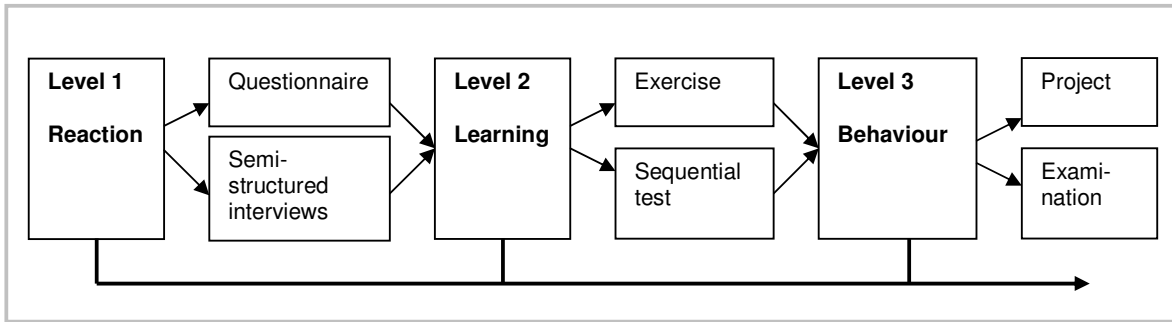 Level 1
Reaction
Questionnaire
Semi-
structured
interviews
Level 2
Learning
Exercise
Sequential
test
Level 3
Behaviour
Project
Exami-
nation